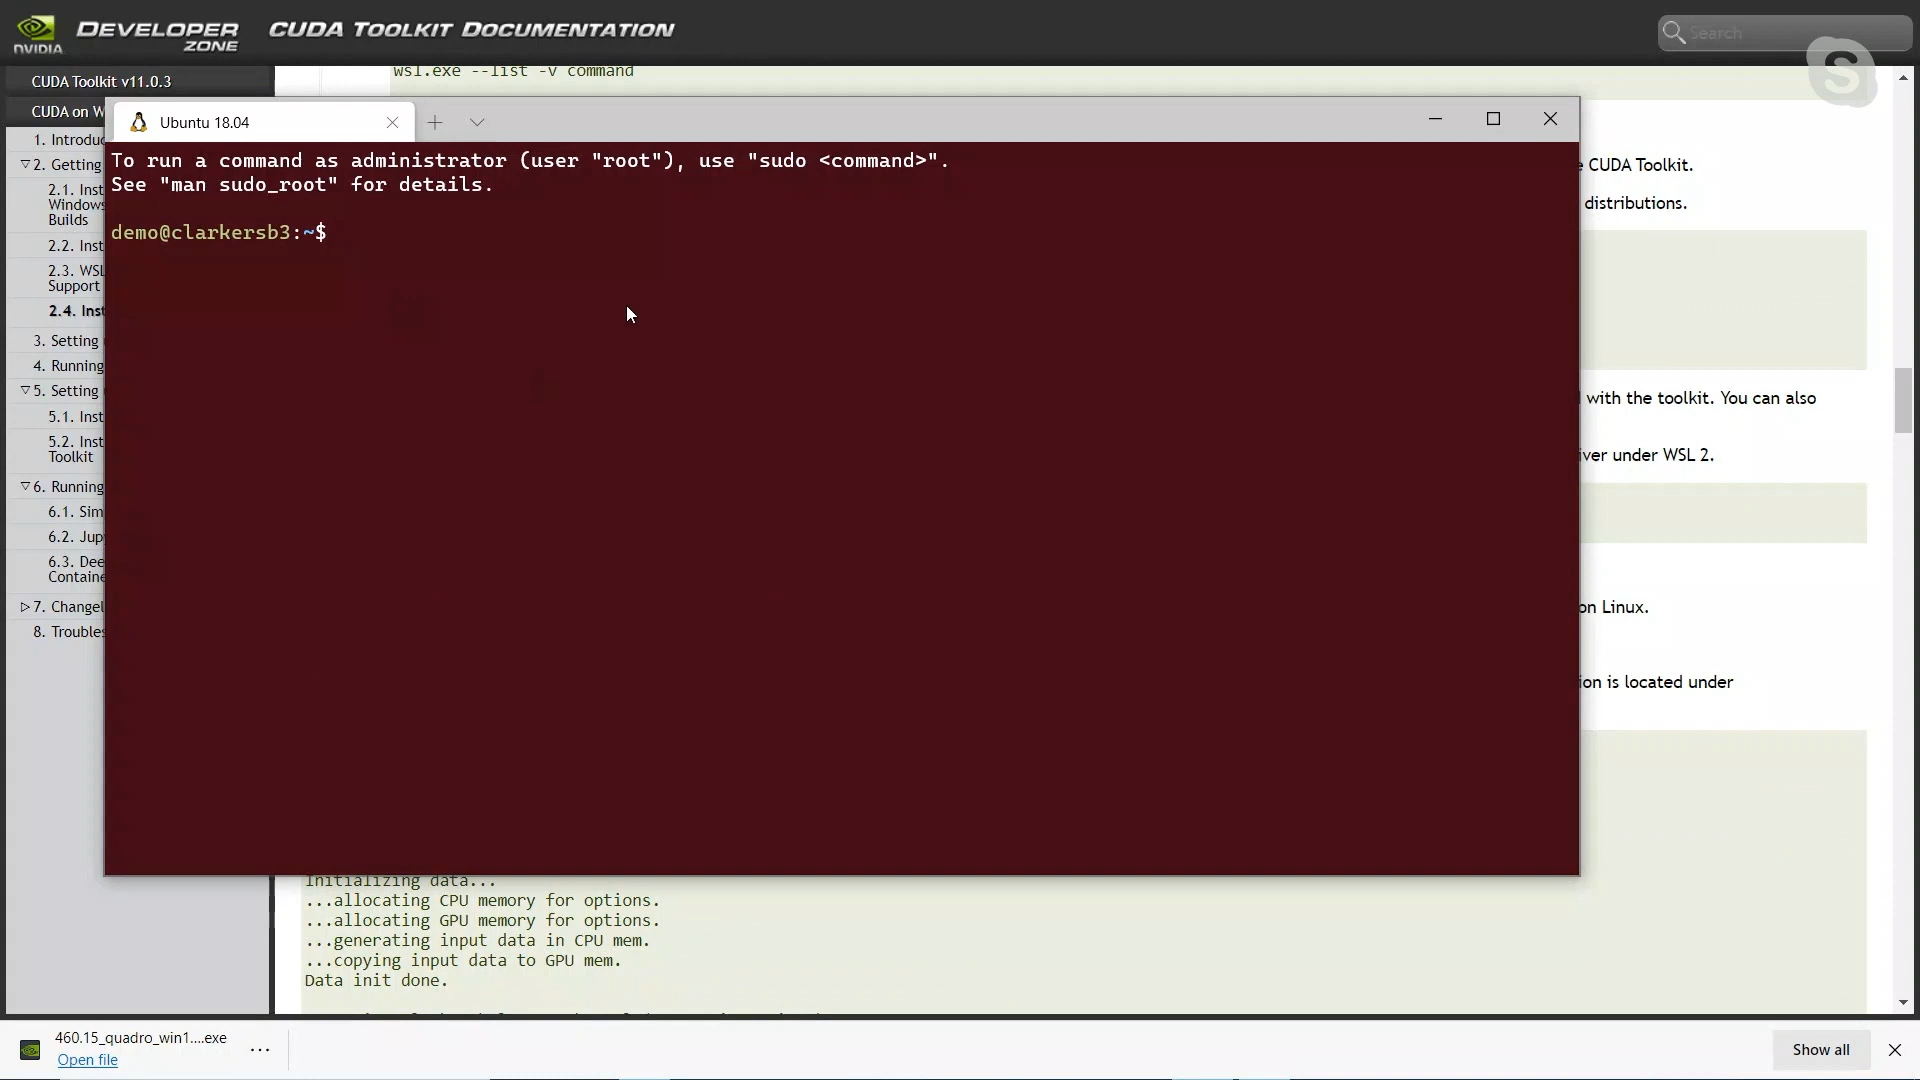 NVIDIA
DEVELOPER
ZONE
CUDA TOOLKIT DOCUMENTATION
Search
CUDA Toolkit v11.0.3
wsl.exe --list -v command
CUDA on W
Ubuntu 18.04
1. Introduc
To run a command as administrator (user "root"), use "sudo <command>".
e CUDA Toolkit.
2. Getting
See "man sudo_root" for details.
2.1. Inst
Windows
Builds
distributions.
demo@clarkersb3:~$
2.2. Inst
2.3. WSL
Support
2.4. Inst
3. Setting
4. Running
5. Setting
with the toolkit. You can also
5.1. Inst
5.2. Inst
Toolkit
iver under WSL 2.
6. Running
6.1. Sim
6.2. Jup
6.3. Dee
Containe
7. Changel
on Linux.
8. Troubles
ion is located under
Initializing data...
...allocating CPU memory for options.
...allocating GPU memory for options.
...generating input data in CPU mem.
...copying input data to GPU mem.
Data init done.
460.15_quadro_win1....exe
Open file
Show all